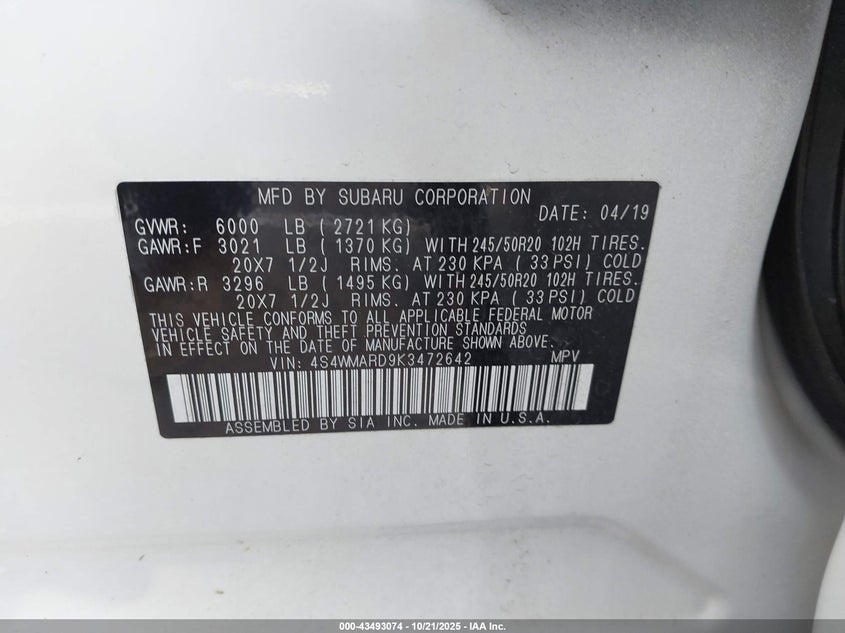 MFD BY SUBARU CORPORATION
DATE: 04/19
GVWR: 6000 LB ( 2721 KG)
GAWR:F 3021 LB ( 1370 KG) WITH 245/50R20 102H TIRES.
20X7 1/2J RIMS. AT 230 KPA ( 33 PSI) COLD
GAWR:R 3296 LB ( 1495 KG) WITH 245/50R20 102H TIRES.
20X7 1/2J RIMS. AT 230 KPA ( 33 PSI) COLD
THIS VEHICLE CONFORMS TO ALL APPLICABLE FEDERAL MOTOR
VEHICLE SAFETY AND THEFT PREVENTION STANDARDS
IN EFFECT ON THE DATE OF MANUFACTURE SHOWN ABOVE.
VIN: 4S4WMARD9K3472642 MPV
ASSEMBLED BY SIA INC. MADE IN U.S.A.
000-43493074 | 10/21/2025 - IAA Inc.